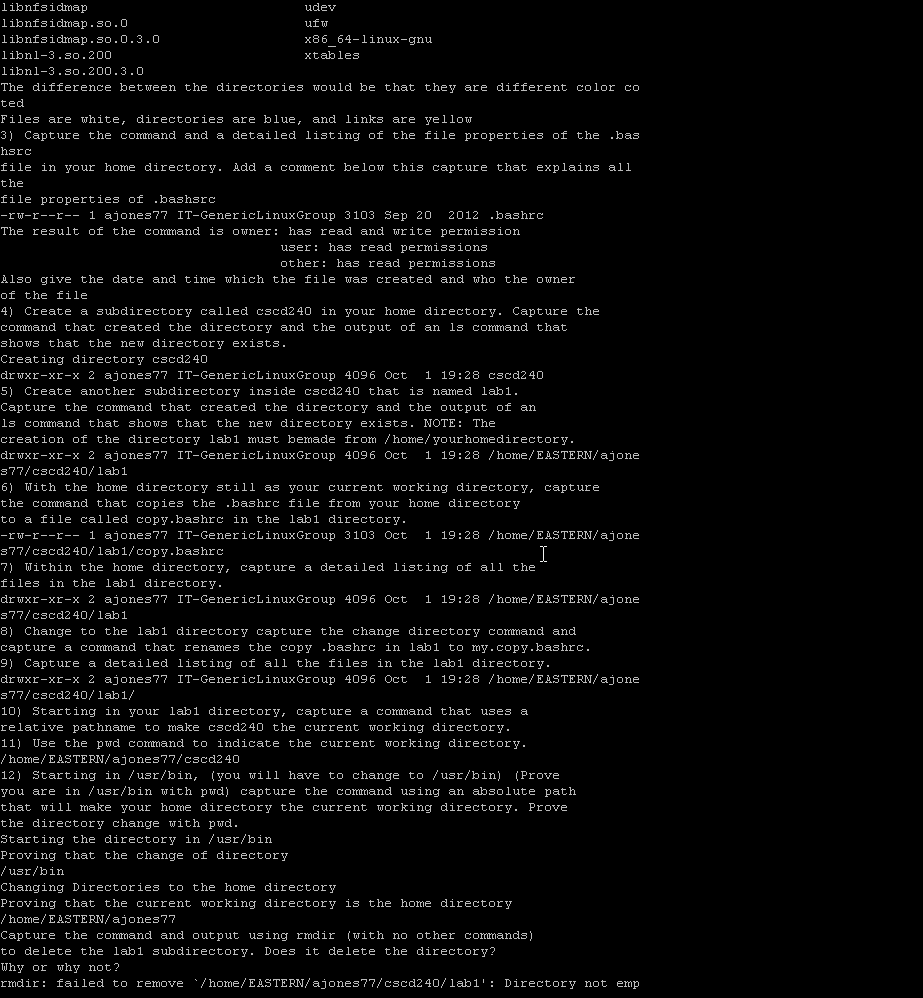 libnfsidmap                           udev
libnfsidmap.so.0                      ufw
libnfsidmap.so.0.3.0                  x86_64-linux-gnu
libnl-3.so.200                        xtables
libnl-3.so.200.3.0
The difference between the directories would be that they are different color co
ted
Files are white, directories are blue, and links are yellow
3) Capture the command and a detailed listing of the file properties of the .bas
hsrc
file in your home directory. Add a comment below this capture that explains all
the
file properties of .bashsrc
-rw-r--r-- 1 ajones77 IT-GenericLinuxGroup 3103 Sep 20  2012 .bashrc
The result of the command is owner: has read and write permission
                                   user: has read permissions
                                   other: has read permissions
Also give the date and time which the file was created and who the owner
of the file
4) Create a subdirectory called cscd240 in your home directory. Capture the
command that created the directory and the output of an ls command that
shows that the new directory exists.
Creating directory cscd240
drwxr-xr-x 2 ajones77 IT-GenericLinuxGroup 4096 Oct  1 19:28 cscd240
5) Create another subdirectory inside cscd240 that is named lab1.
Capture the command that created the directory and the output of an
ls command that shows that the new directory exists. NOTE: The
creation of the directory lab1 must bemade from /home/yourhomedirectory.
drwxr-xr-x 2 ajones77 IT-GenericLinuxGroup 4096 Oct  1 19:28 /home/EASTERN/ajone
s77/cscd240/lab1
6) With the home directory still as your current working directory, capture
the command that copies the .bashrc file from your home directory
to a file called copy.bashrc in the lab1 directory.
-rw-r--r-- 1 ajones77 IT-GenericLinuxGroup 3103 Oct  1 19:28 /home/EASTERN/ajone
s77/cscd240/lab1/copy.bashrc
7) Within the home directory, capture a detailed listing of all the
files in the lab1 directory.
drwxr-xr-x 2 ajones77 IT-GenericLinuxGroup 4096 Oct  1 19:28 /home/EASTERN/ajone
s77/cscd240/lab1
8) Change to the lab1 directory capture the change directory command and
capture a command that renames the copy .bashrc in lab1 to my.copy.bashrc.
9) Capture a detailed listing of all the files in the lab1 directory.
drwxr-xr-x 2 ajones77 IT-GenericLinuxGroup 4096 Oct  1 19:28 /home/EASTERN/ajone
s77/cscd240/lab1/
10) Starting in your lab1 directory, capture a command that uses a
relative pathname to make cscd240 the current working directory.
11) Use the pwd command to indicate the current working directory.
/home/EASTERN/ajones77/cscd240
12) Starting in /usr/bin, (you will have to change to /usr/bin) (Prove
you are in /usr/bin with pwd) capture the command using an absolute path
that will make your home directory the current working directory. Prove
the directory change with pwd.
Starting the directory in /usr/bin
Proving that the change of directory
/usr/bin
Changing Directories to the home directory
Proving that the current working directory is the home directory
/home/EASTERN/ajones77
Capture the command and output using rmdir (with no other commands)
to delete the lab1 subdirectory. Does it delete the directory?
Why or why not?
rmdir: failed to remove `/home/EASTERN/ajones77/cscd240/lab1': Directory not emp